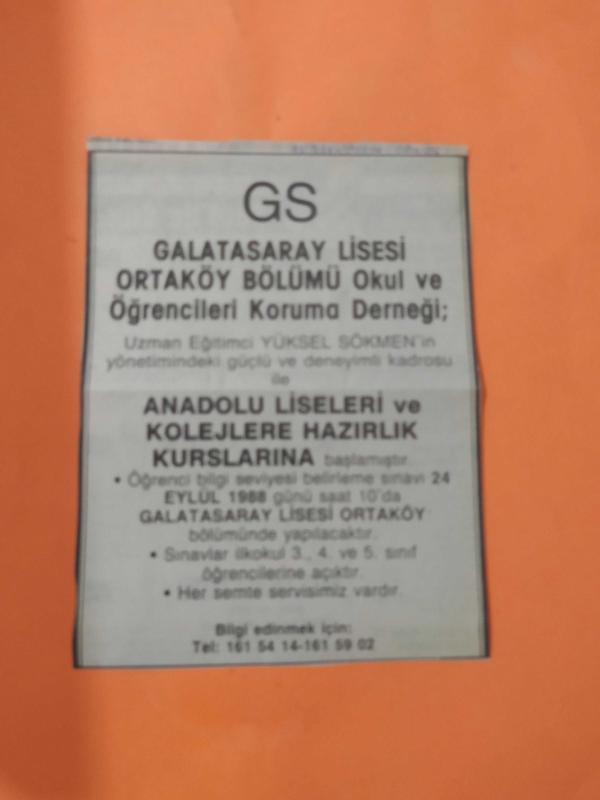 GS
GALATASARAY LİSESİ
ORTAKÖY BÖLÜMÜ Okul ve
Öğrencileri Koruma Derneği;
Uzman Eğitimci YÜKSEL SÖKMEN'in
yönetimindeki güçlü ve deneyimli kadrosu
ile
ANADOLU LİSELERİ ve
KOLEJLERE HAZIRLIK
KURSLARINA başlamıştır.
• Öğrenci bilgi seviyesi belirleme sınavı 24
EYLÜL 1988 günü saat 10'da
GALATASARAY LİSESİ ORTAKÖY
bölümünde yapılacaktır.
• Sınavlar ilkokul 3., 4. ve 5. sınıf
öğrencilerine açıktır.
• Her semte servisimiz vardır.
Bilgi edinmek için:
Tel: 161 54 14-161 59 02